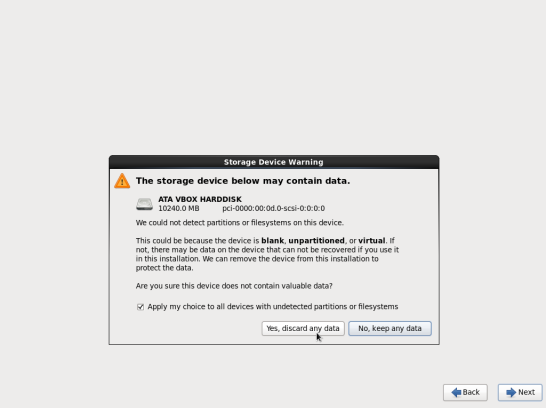 Storage Device Warning
The storage device below may contain data.
ATA VBOX HARDDISK
10240.0 MB pci-0000:00:0d.0-scsi-0:0:0:0
We could not detect partitions or filesystems on this device.
This could be because the device is blank, unpartitioned, or virtual. If
not, there may be data on the device that can not be recovered if you use it
in this installation. We can remove the device from this installation to
protect the data.
Are you sure this device does not contain valuable data?
Apply my choice to all devices with undetected partitions or filesystems
Yes, discard any data No, keep any data
Back Next